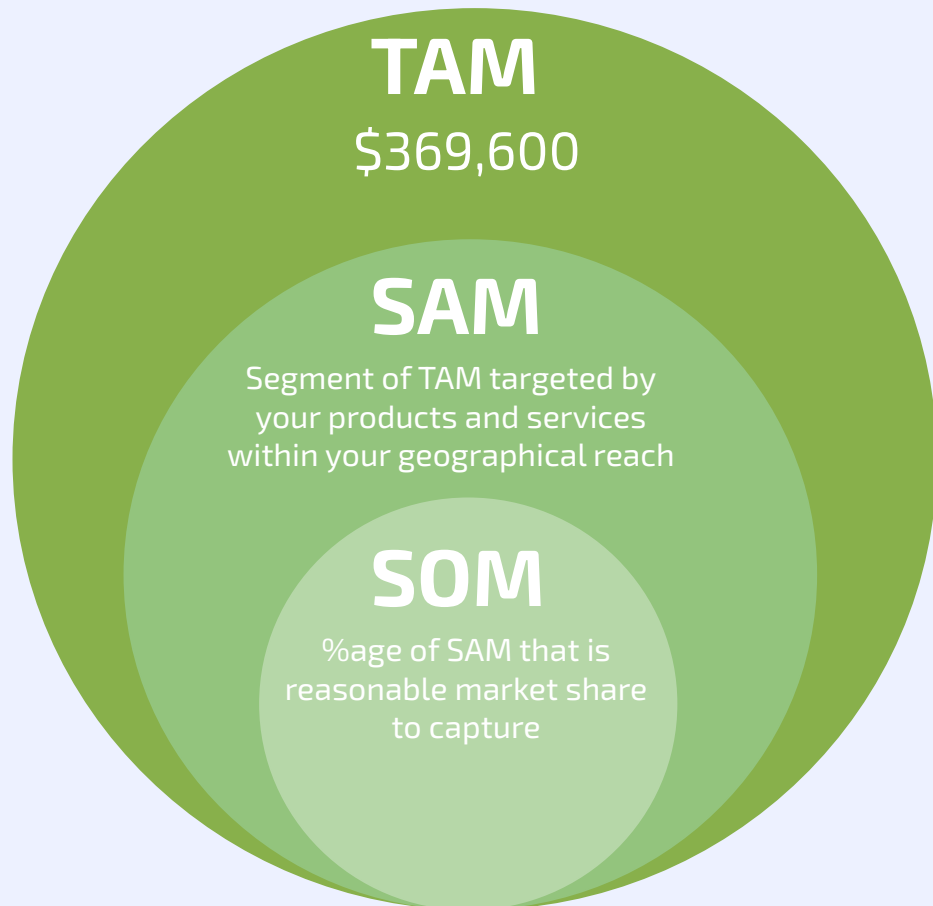 TAM
$369,600
SAM
Segment of TAM targeted by
your products and services
within your geographical reach
SOM
%age of SAM that is
reasonable market share
to capture